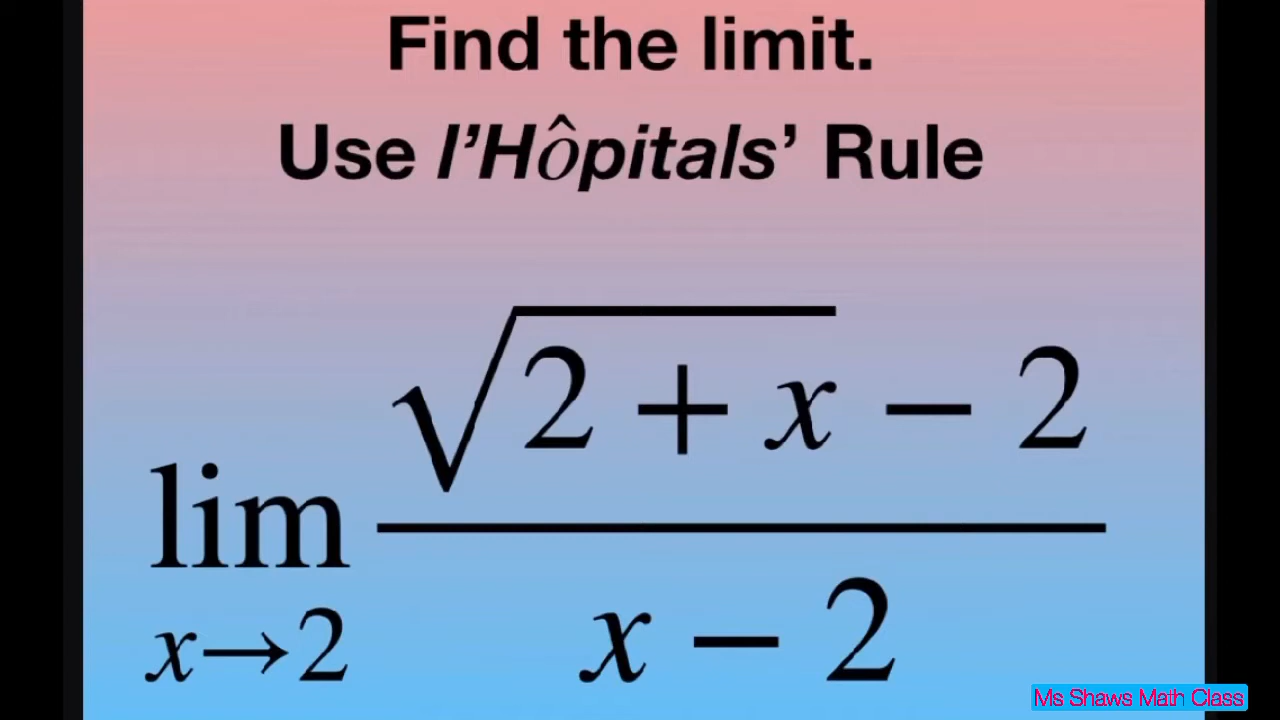 Find the limit.
Use l’Hôpitals’ Rule
lim x→2 √(2 + x) − 2 / x − 2
Ms Shaws Math Class